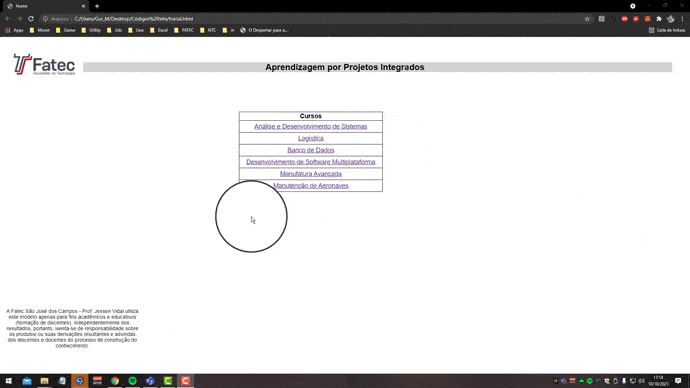 Home
Arquivo | C:/Users/Gui_M/Desktop/Códigos%20site/Inicial.html
Apps
Movie
Game
Utility
Job
Live
Excel
FATEC
NTC
in
O Despertar para a...
Lista de leitura
Fatec
Faculdade de Tecnologia
Aprendizagem por Projetos Integrados
Cursos
Análise e Desenvolvimento de Sistemas
Logística
Banco de Dados
Desenvolvimento de Software Multiplataforma
Manufatura Avançada
Manutenção de Aeronaves
A Fatec São José dos Campos - Prof. Jessen Vidal utiliza
este modelo apenas para fins acadêmicos e educativos
(formação de discentes), independentemente dos
resultados, portanto, isenta-se de responsabilidade sobre
os produtos ou suas derivações resultantes e advindas
dos discentes a docentes do processo de construção do
conhecimento
17:14
10/10/2021